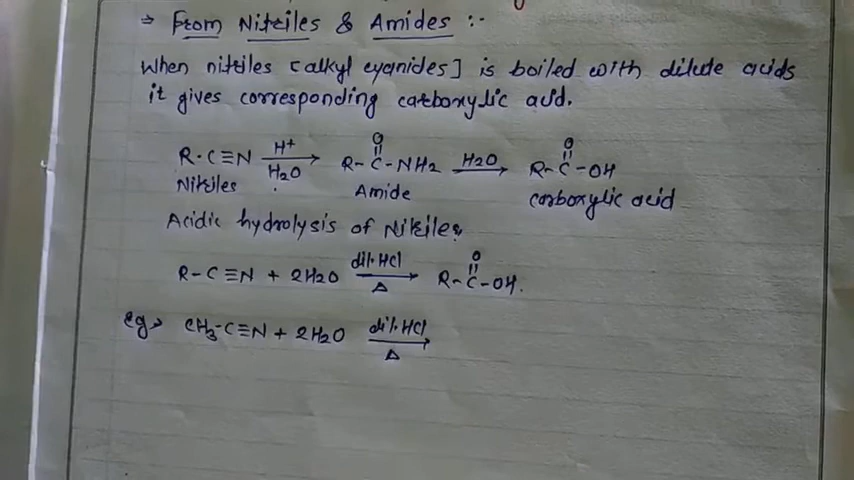 ⇒ From Nitriles & Amides :-
When nitriles [alkyl cyanides] is boiled with dilute acids
it gives corresponding carboxylic acid.
O O
R-C≡N H+ H2O → R-C-NH2 H2O → R-C-OH
Nitriles Amide carboxylic acid
Acidic hydrolysis of Nitriles
R-C≡N + 2H2O dil·HCl Δ → R-C-OH.
O
eg→ CH3-C≡N + 2H2O dil·HCl Δ →